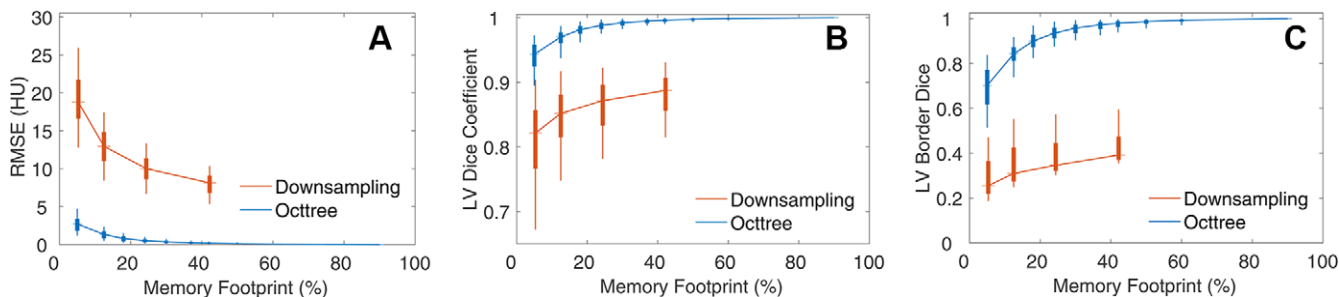 A
RMSE (HU)
30
25
20
15
10
5
0
Downsampling
Octtree
0 20 40 60 80 100
Memory Footprint (%)
B
LV Dice Coefficient
1
0.9
0.8
0.7
Downsampling
Octtree
0 20 40 60 80 100
Memory Footprint (%)
C
LV Border Dice
1
0.8
0.6
0.4
0.2
0
Downsampling
Octtree
0 20 40 60 80 100
Memory Footprint (%)